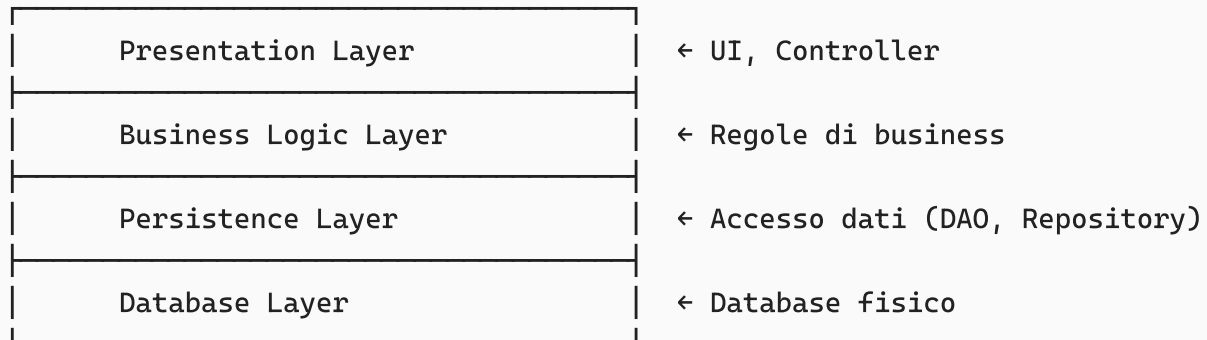 Presentation Layer ← UI, Controller
Business Logic Layer ← Regole di business
Persistence Layer ← Accesso dati (DAO, Repository)
Database Layer ← Database fisico